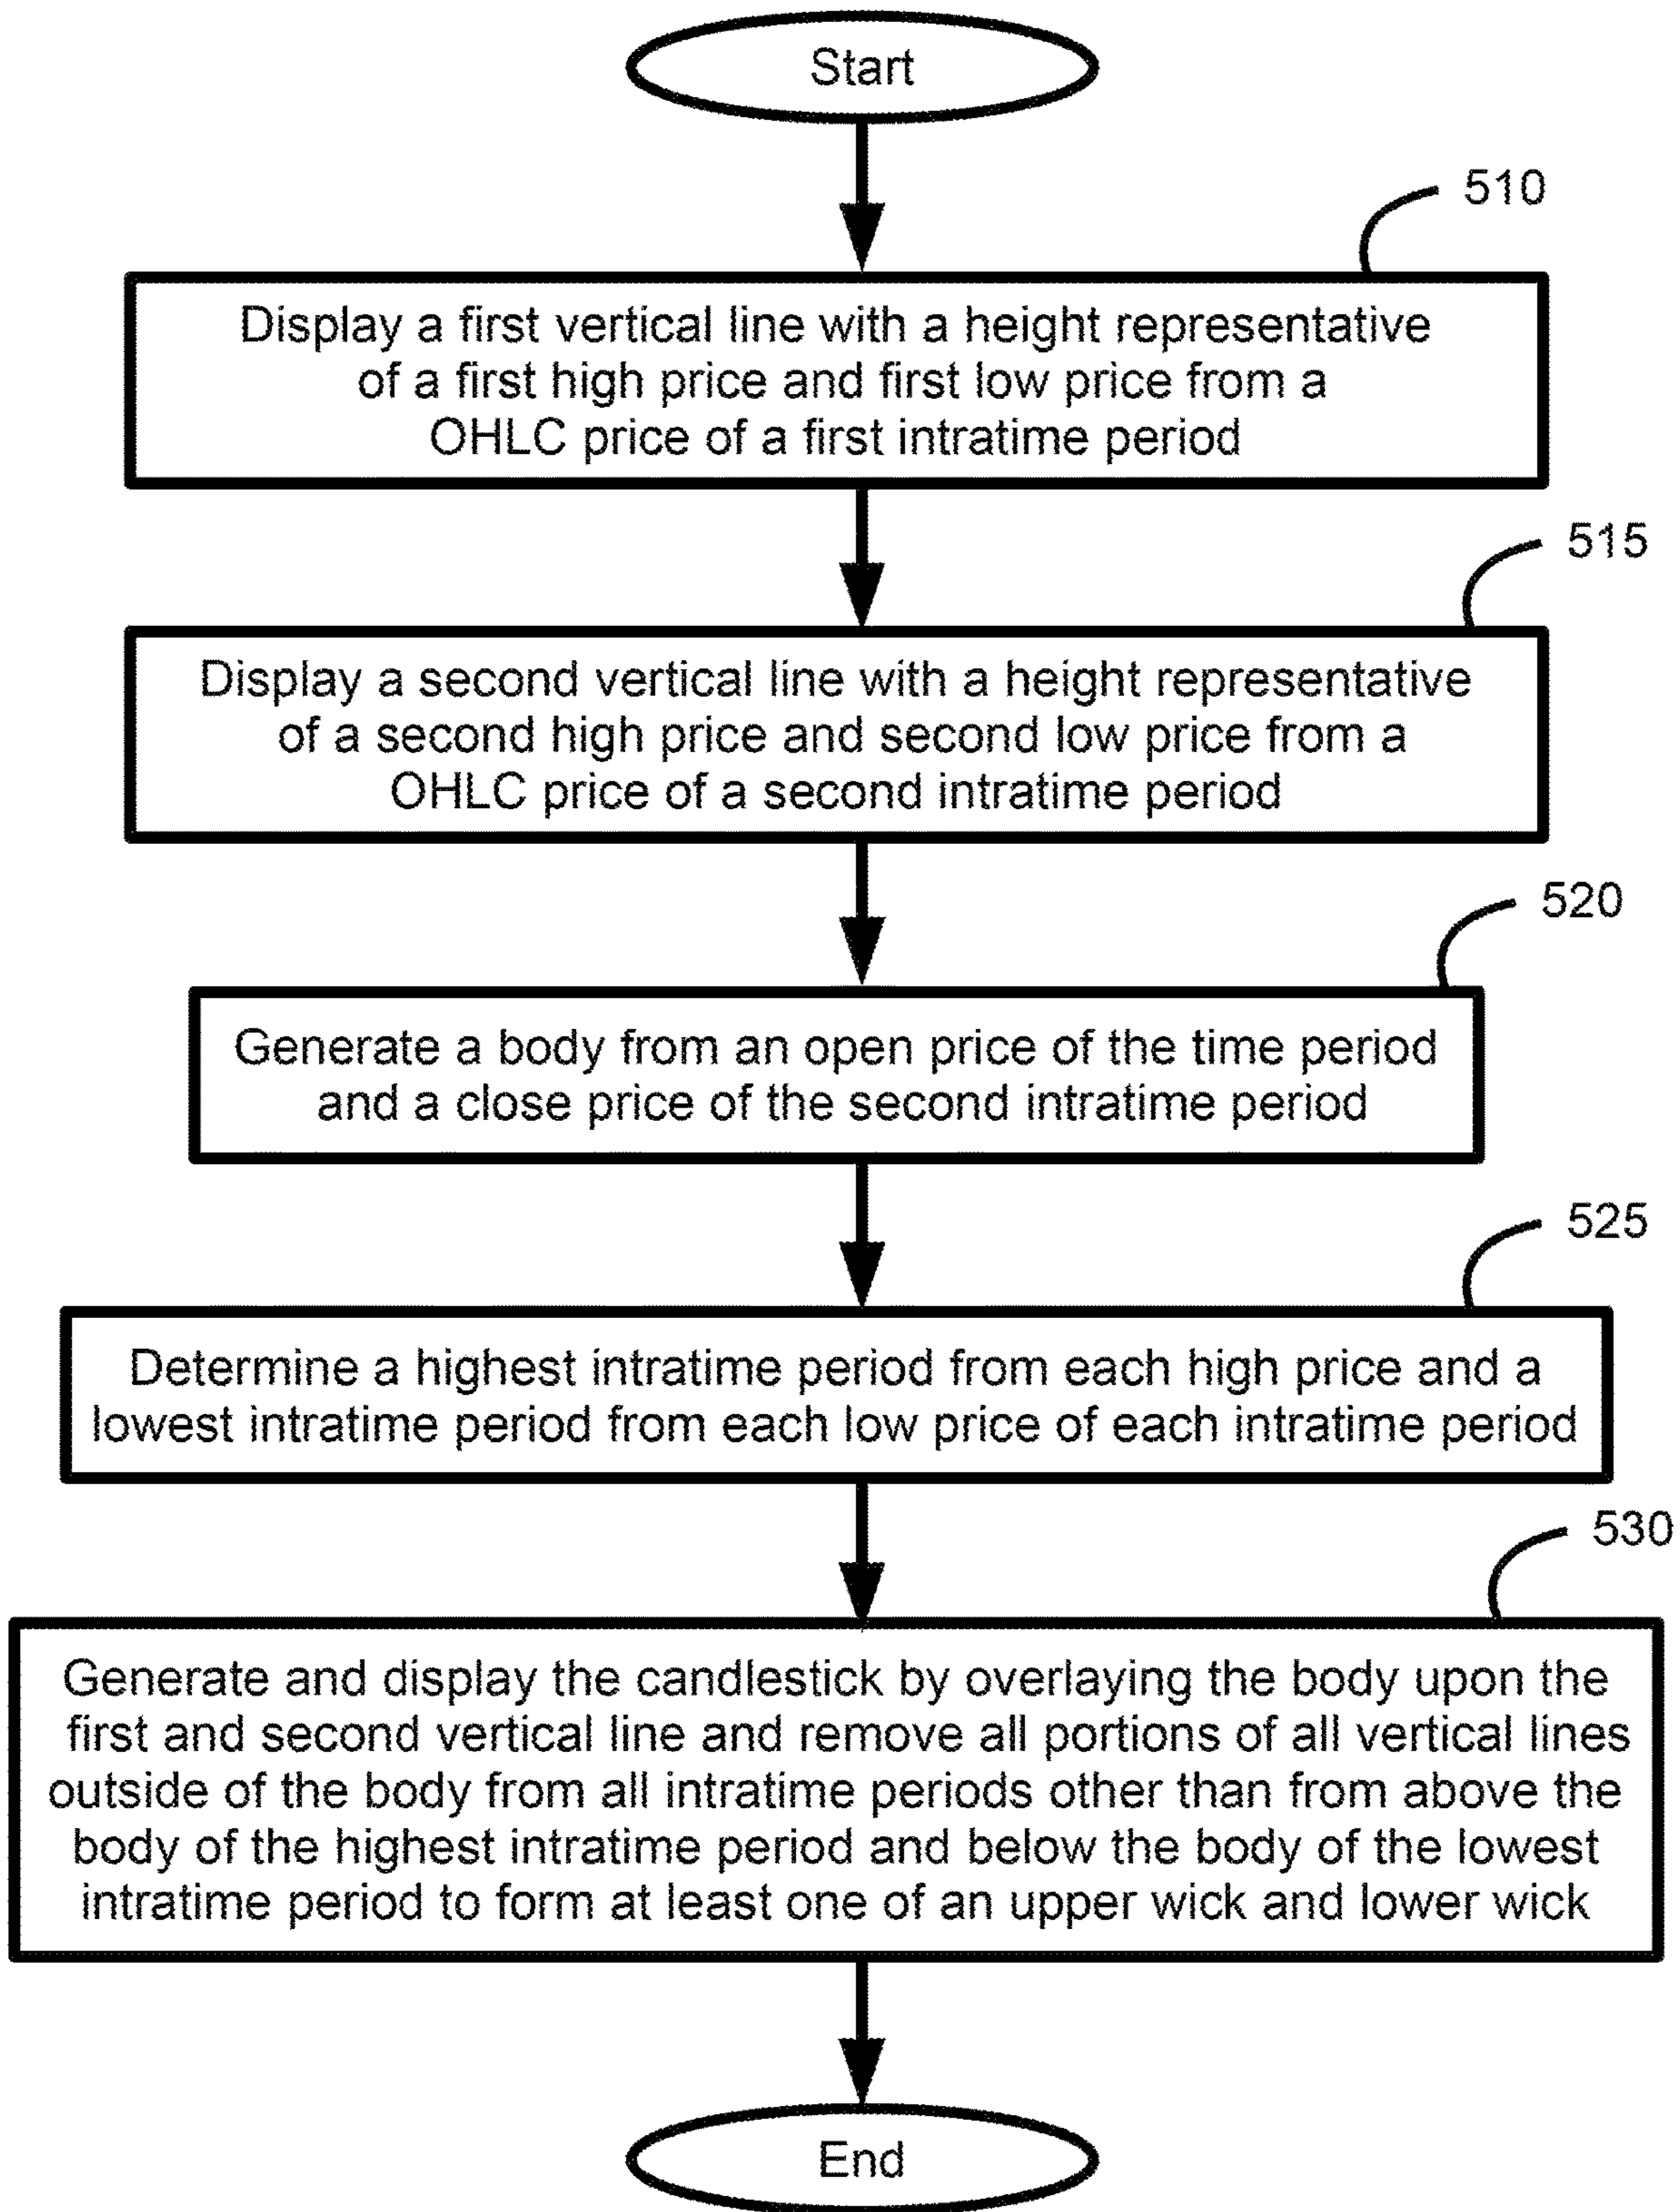 Start
510
Display a first vertical line with a height representative
of a first high price and first low price from a
OHLC price of a first intratime period
515
Display a second vertical line with a height representative
of a second high price and second low price from a
OHLC price of a second intratime period
520
Generate a body from an open price of the time period
and a close price of the second intratime period
525
Determine a highest intratime period from each high price and a
lowest intratime period from each low price of each intratime period
530
Generate and display the candlestick by overlaying the body upon the
first and second vertical line and remove all portions of all vertical lines
outside of the body from all intratime periods other than from above the
body of the highest intratime period and below the body of the lowest
intratime period to form at least one of an upper wick and lower wick
End